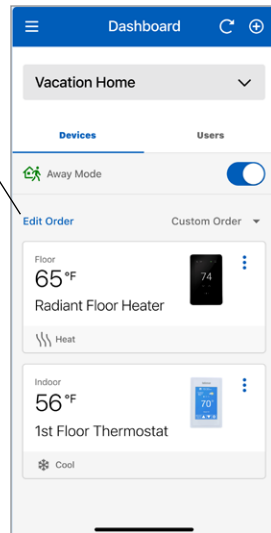 Dashboard
Vacation Home
Devices Users
Away Mode
Edit Order Custom Order
Floor
65°F
74
Radiant Floor Heater
Heat
Indoor
56°F
70°
1st Floor Thermostat
Cool